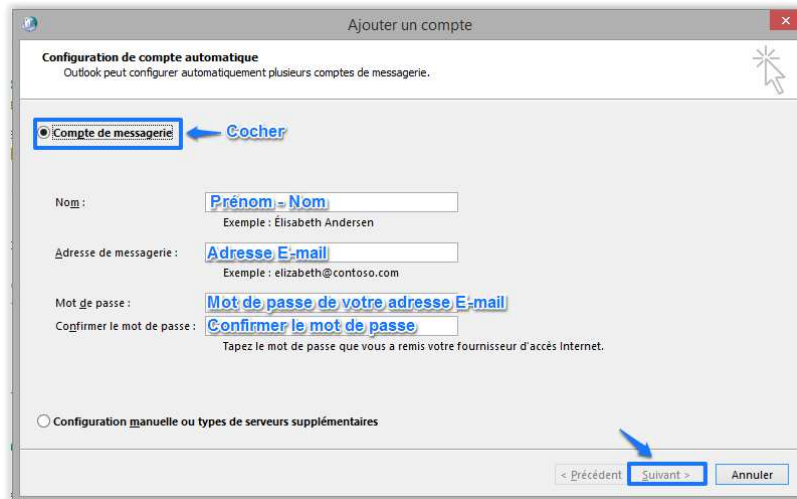 Ajouter un compte
Configuration de compte automatique
Outlook peut configurer automatiquement plusieurs comptes de messagerie.
Compte de messagerie Cocher
Nom : Prénom - Nom
Exemple : Élisabeth Andersen
Adresse de messagerie : Adresse E-mail
Exemple : elizabeth@contoso.com
Mot de passe : Mot de passe de votre adresse E-mail
Confirmer le mot de passe : Confirmer le mot de passe
Tapez le mot de passe que vous a remis votre fournisseur d'accès Internet.
Configuration manuelle ou types de serveurs supplémentaires
< Précédent Suivant > Annuler